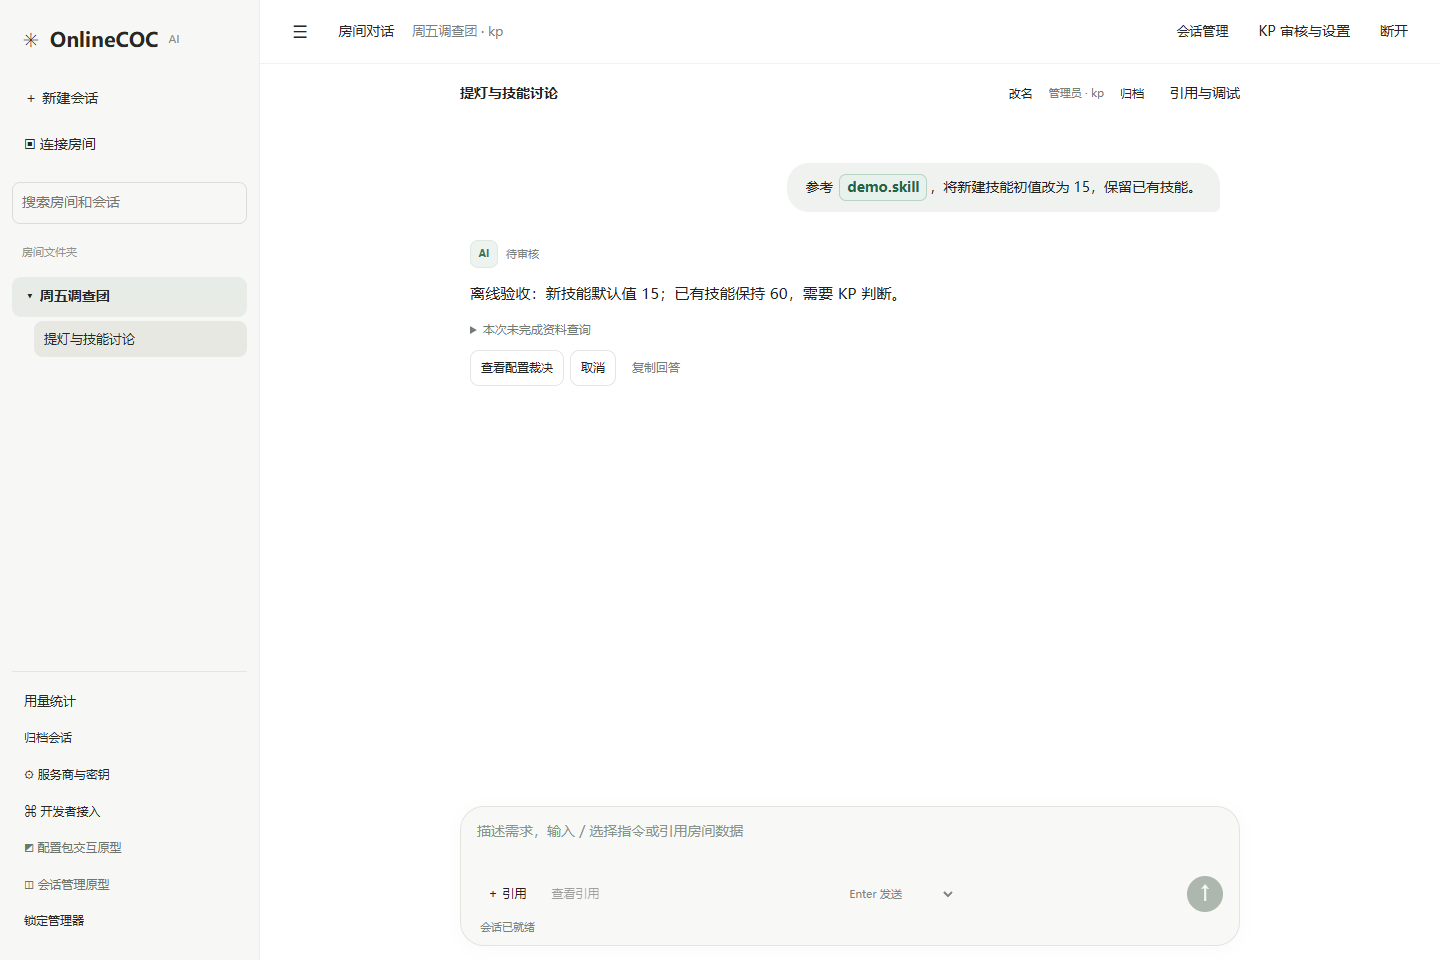 OnlineCOC AI
+ 新建会话
连接房间
搜索房间和会话
房间文件夹
周五调查团
提灯与技能讨论
用量统计
归档会话
服务商与密钥
⌘ 开发者接入
配置包交互原型
会话管理原型
锁定管理器
房间对话 周五调查团 · kp
会话管理 KP 审核与设置 断开
提灯与技能讨论
改名 管理员 · kp 归档 引用与调试
参考 demo.skill ，将新建技能初值改为 15，保留已有技能。
AI 待审核
离线验收：新技能默认值 15；已有技能保持 60，需要 KP 判断。
本次未完成资料查询
查看配置裁决 取消 复制回答
描述需求，输入 / 选择指令或引用房间数据
+ 引用 查看引用 Enter 发送
会话已就绪